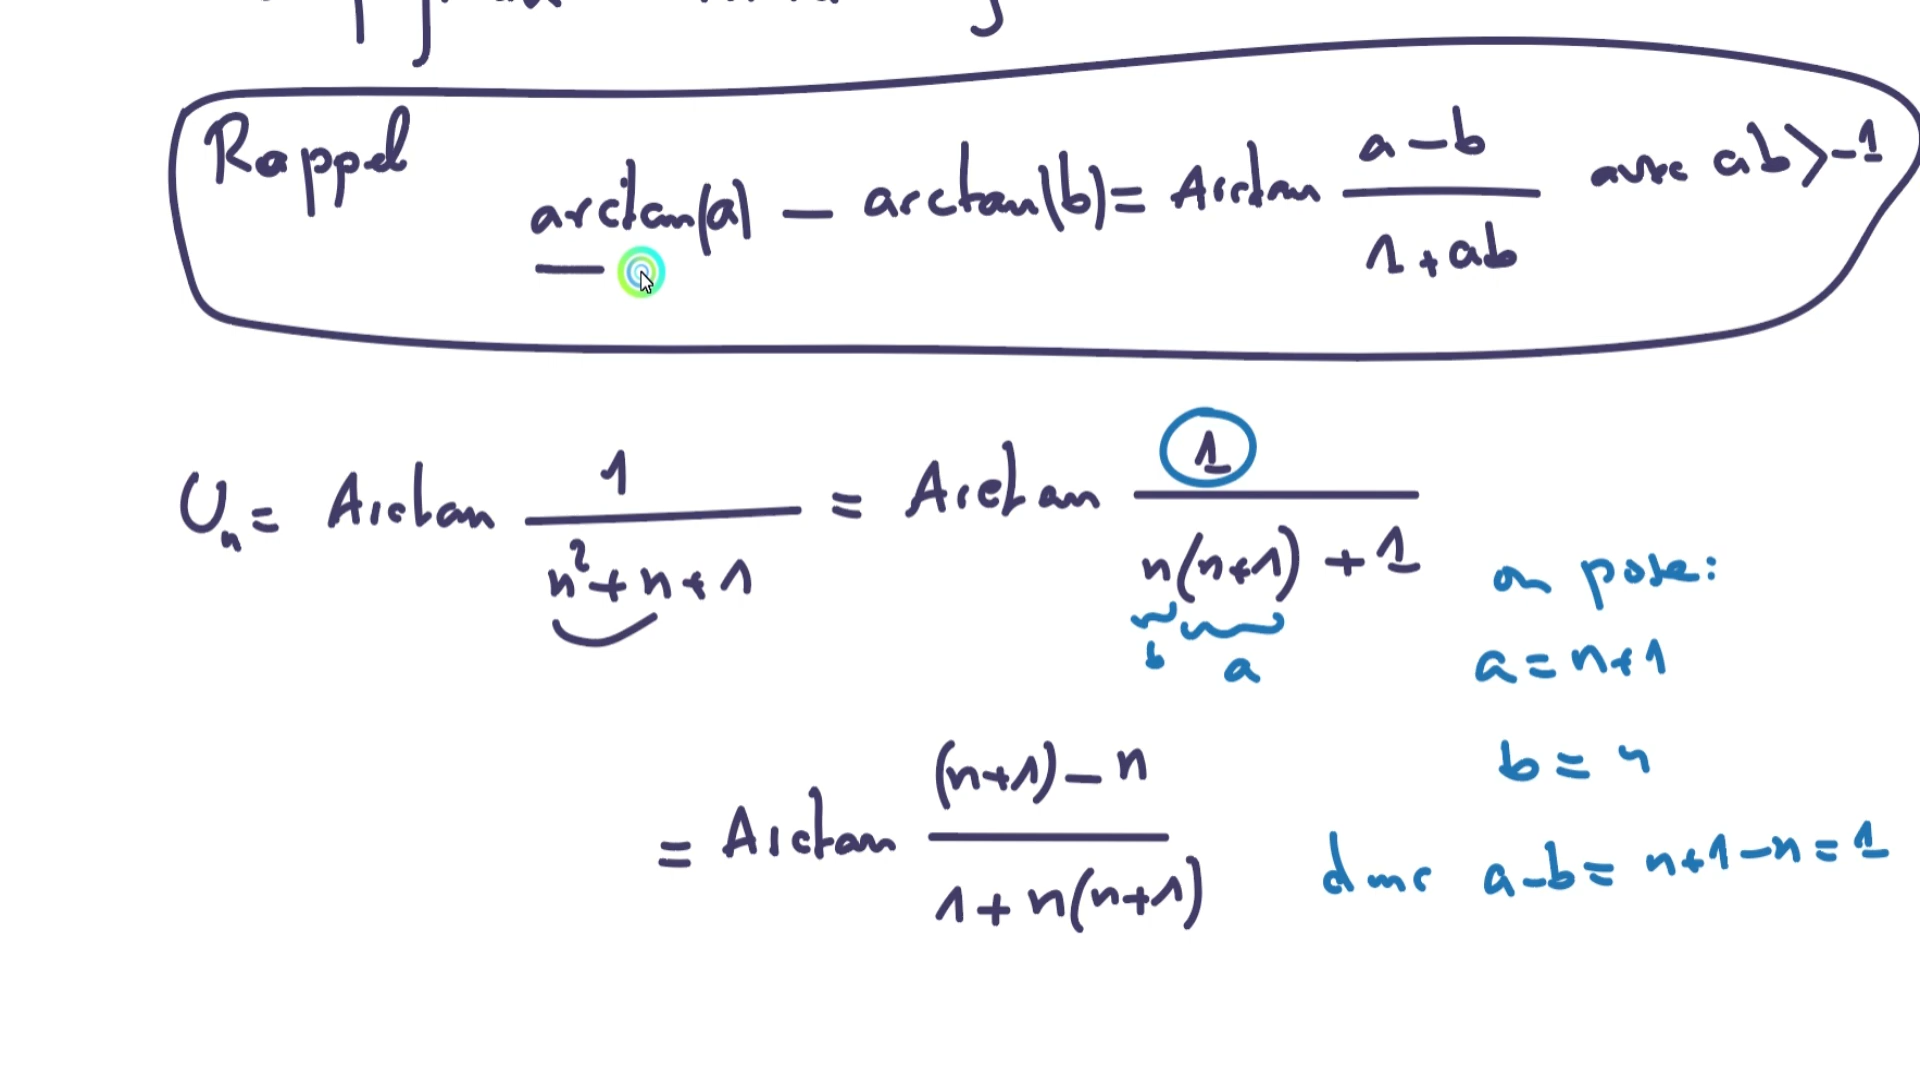 Rappel arctan(a) − arctan(b) = Arctan (a−b)/(1+ab) avec ab > −1
Un = Arctan 1/(n²+n+1) = Arctan 1/(n(n+1)+1)
b a
on pose:
a = n+1
b = n
= Arctan ((n+1)−n)/(1+n(n+1))
donc a−b = n+1−n = 1